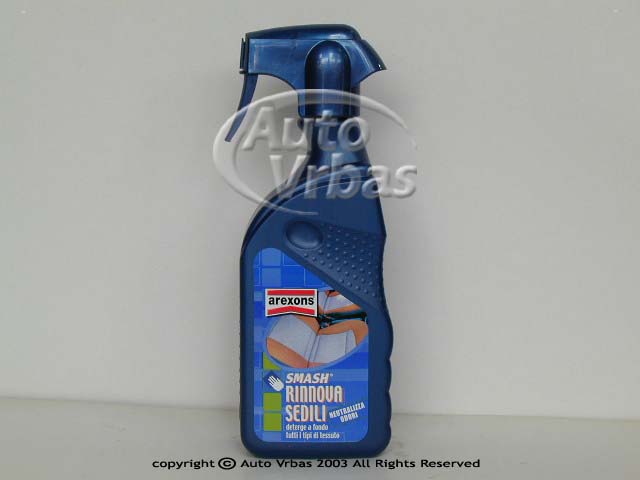 Auto
Vrbas
arexons
SMASH®
RINNOVA
SEDILI
NEUTRALIZZA
ODORI
deterge a fondo
tutti i tipi di tessuto
copyright © Auto Vrbas 2003 All Rights Reserved